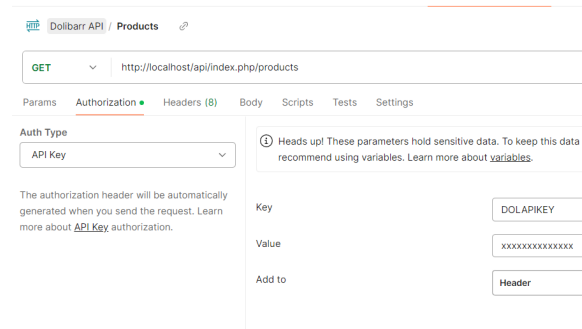 HTTP Dolibarr API / Products
GET http://localhost/api/index.php/products
Params Authorization Headers (8) Body Scripts Tests Settings
Auth Type
API Key
The authorization header will be automatically
generated when you send the request. Learn
more about API Key authorization.
Heads up! These parameters hold sensitive data. To keep this data
recommend using variables. Learn more about variables.
Key DOLAPIKEY
Value xxxxxxxxxxxxxx
Add to Header